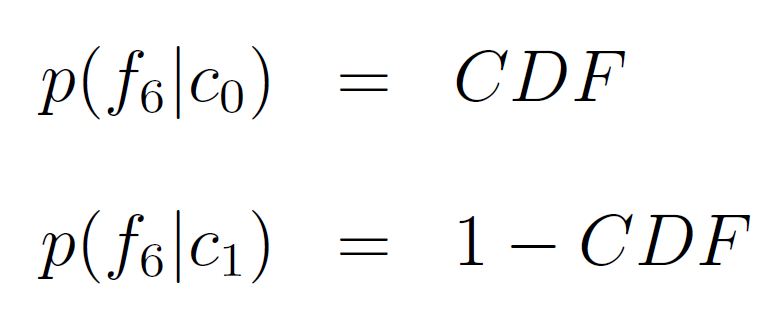 p(f₆|c₀) = CDF
p(f₆|c₁) = 1 − CDF